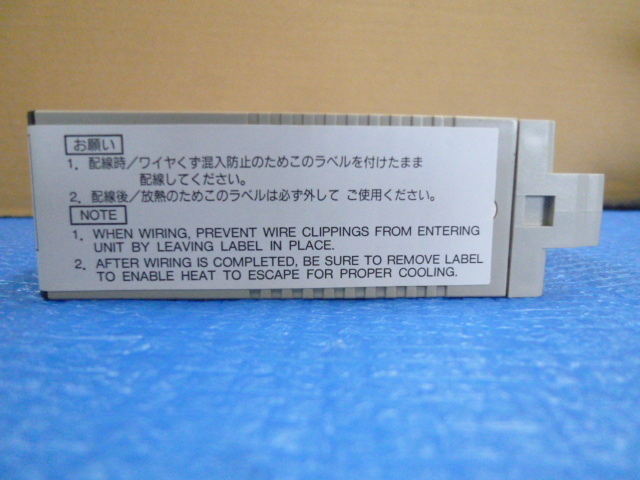 お願い
1. 配線時/ワイヤくず混入防止のためこのラベルを付けたまま
配線してください。
2. 配線後/放熱のためこのラベルは必ず外して ご使用ください。
NOTE
1. WHEN WIRING, PREVENT WIRE CLIPPINGS FROM ENTERING
UNIT BY LEAVING LABEL IN PLACE.
2. AFTER WIRING IS COMPLETED, BE SURE TO REMOVE LABEL
TO ENABLE HEAT TO ESCAPE FOR PROPER COOLING.